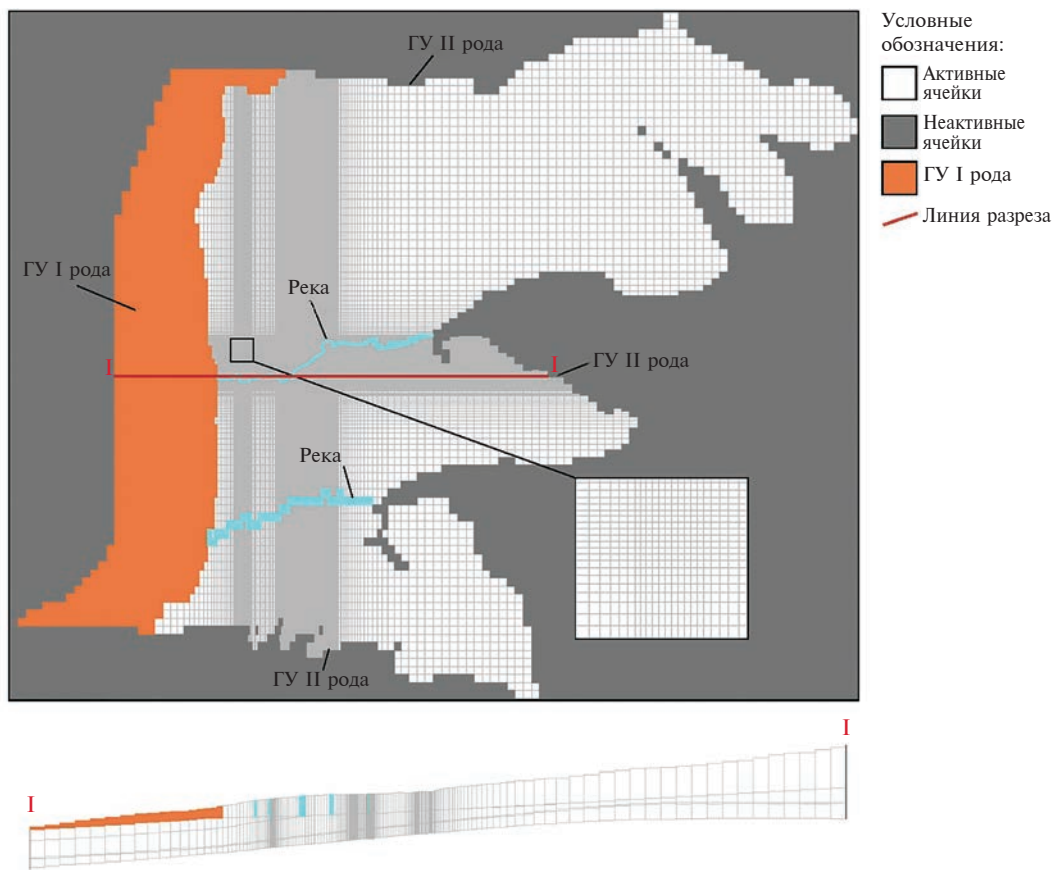 ГУ II рода
Условные
обозначения:
Активные
ячейки
Неактивные
ячейки
ГУ I рода
Линия разреза
ГУ I рода
Река
I
I
ГУ II рода
Река
ГУ II рода
I
I